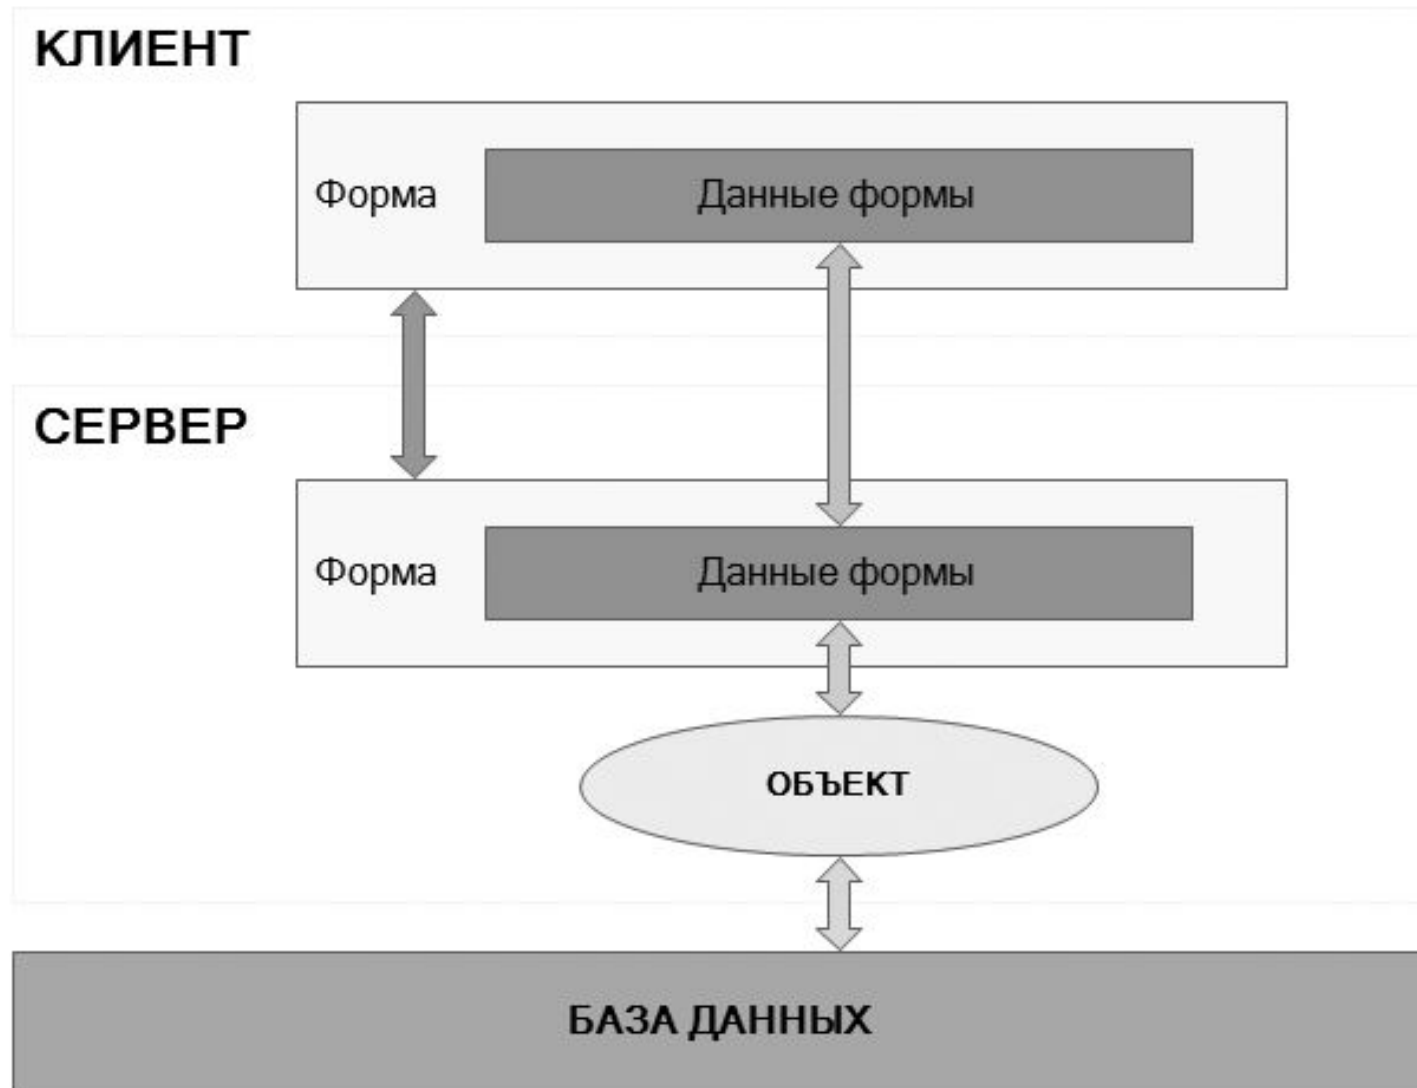 КЛИЕНТ
Форма
Данные формы
СЕРВЕР
Форма
Данные формы
ОБЪЕКТ
БАЗА ДАННЫХ